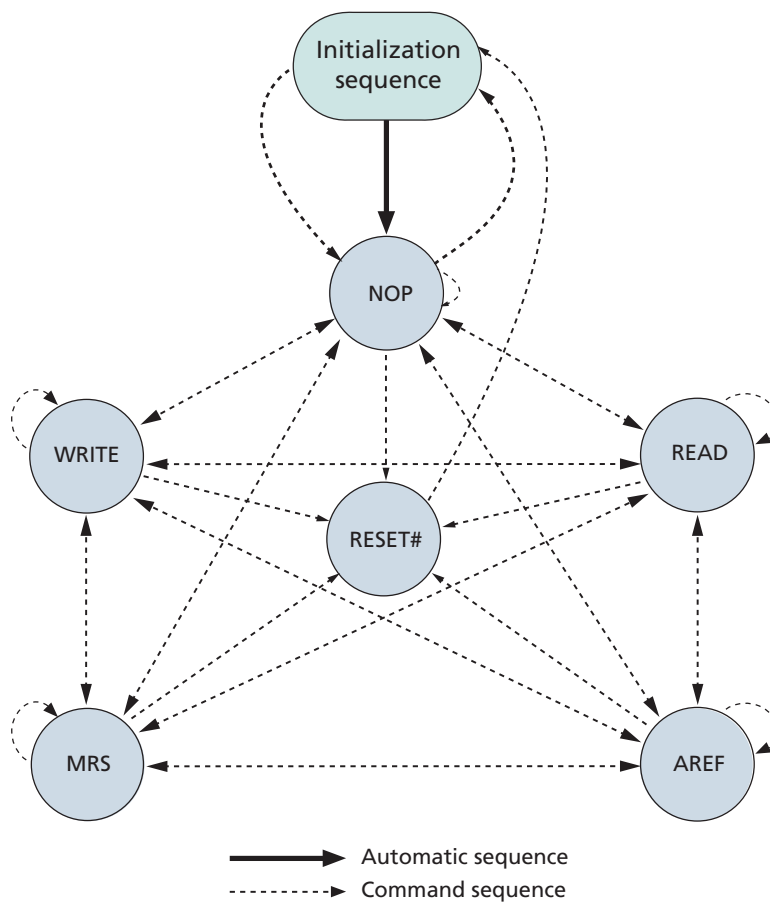 Initialization
sequence
NOP
WRITE
READ
RESET#
MRS
AREF
Automatic sequence
Command sequence